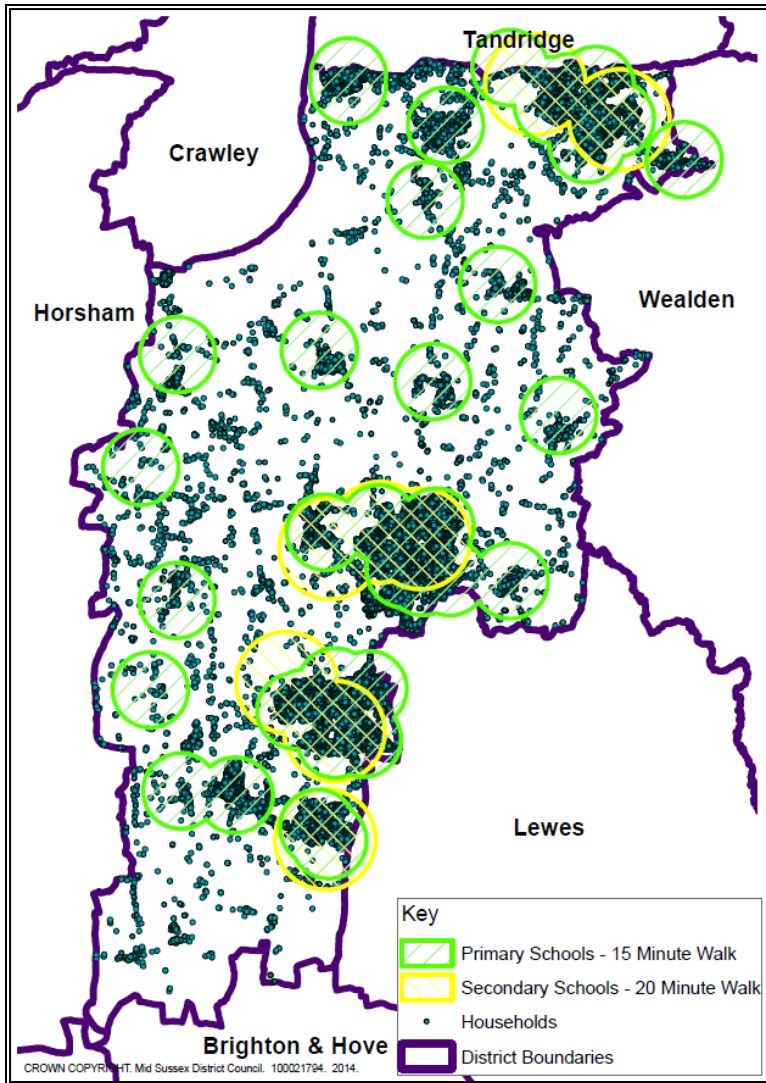 Tandridge
Crawley
Horsham
Wealden
Lewes
Key
Primary Schools - 15 Minute Walk
Secondary Schools - 20 Minute Walk
Households
District Boundaries
Brighton & Hove
CROWN COPYRIGHT. Mid Sussex District Council. 100021794. 2014.